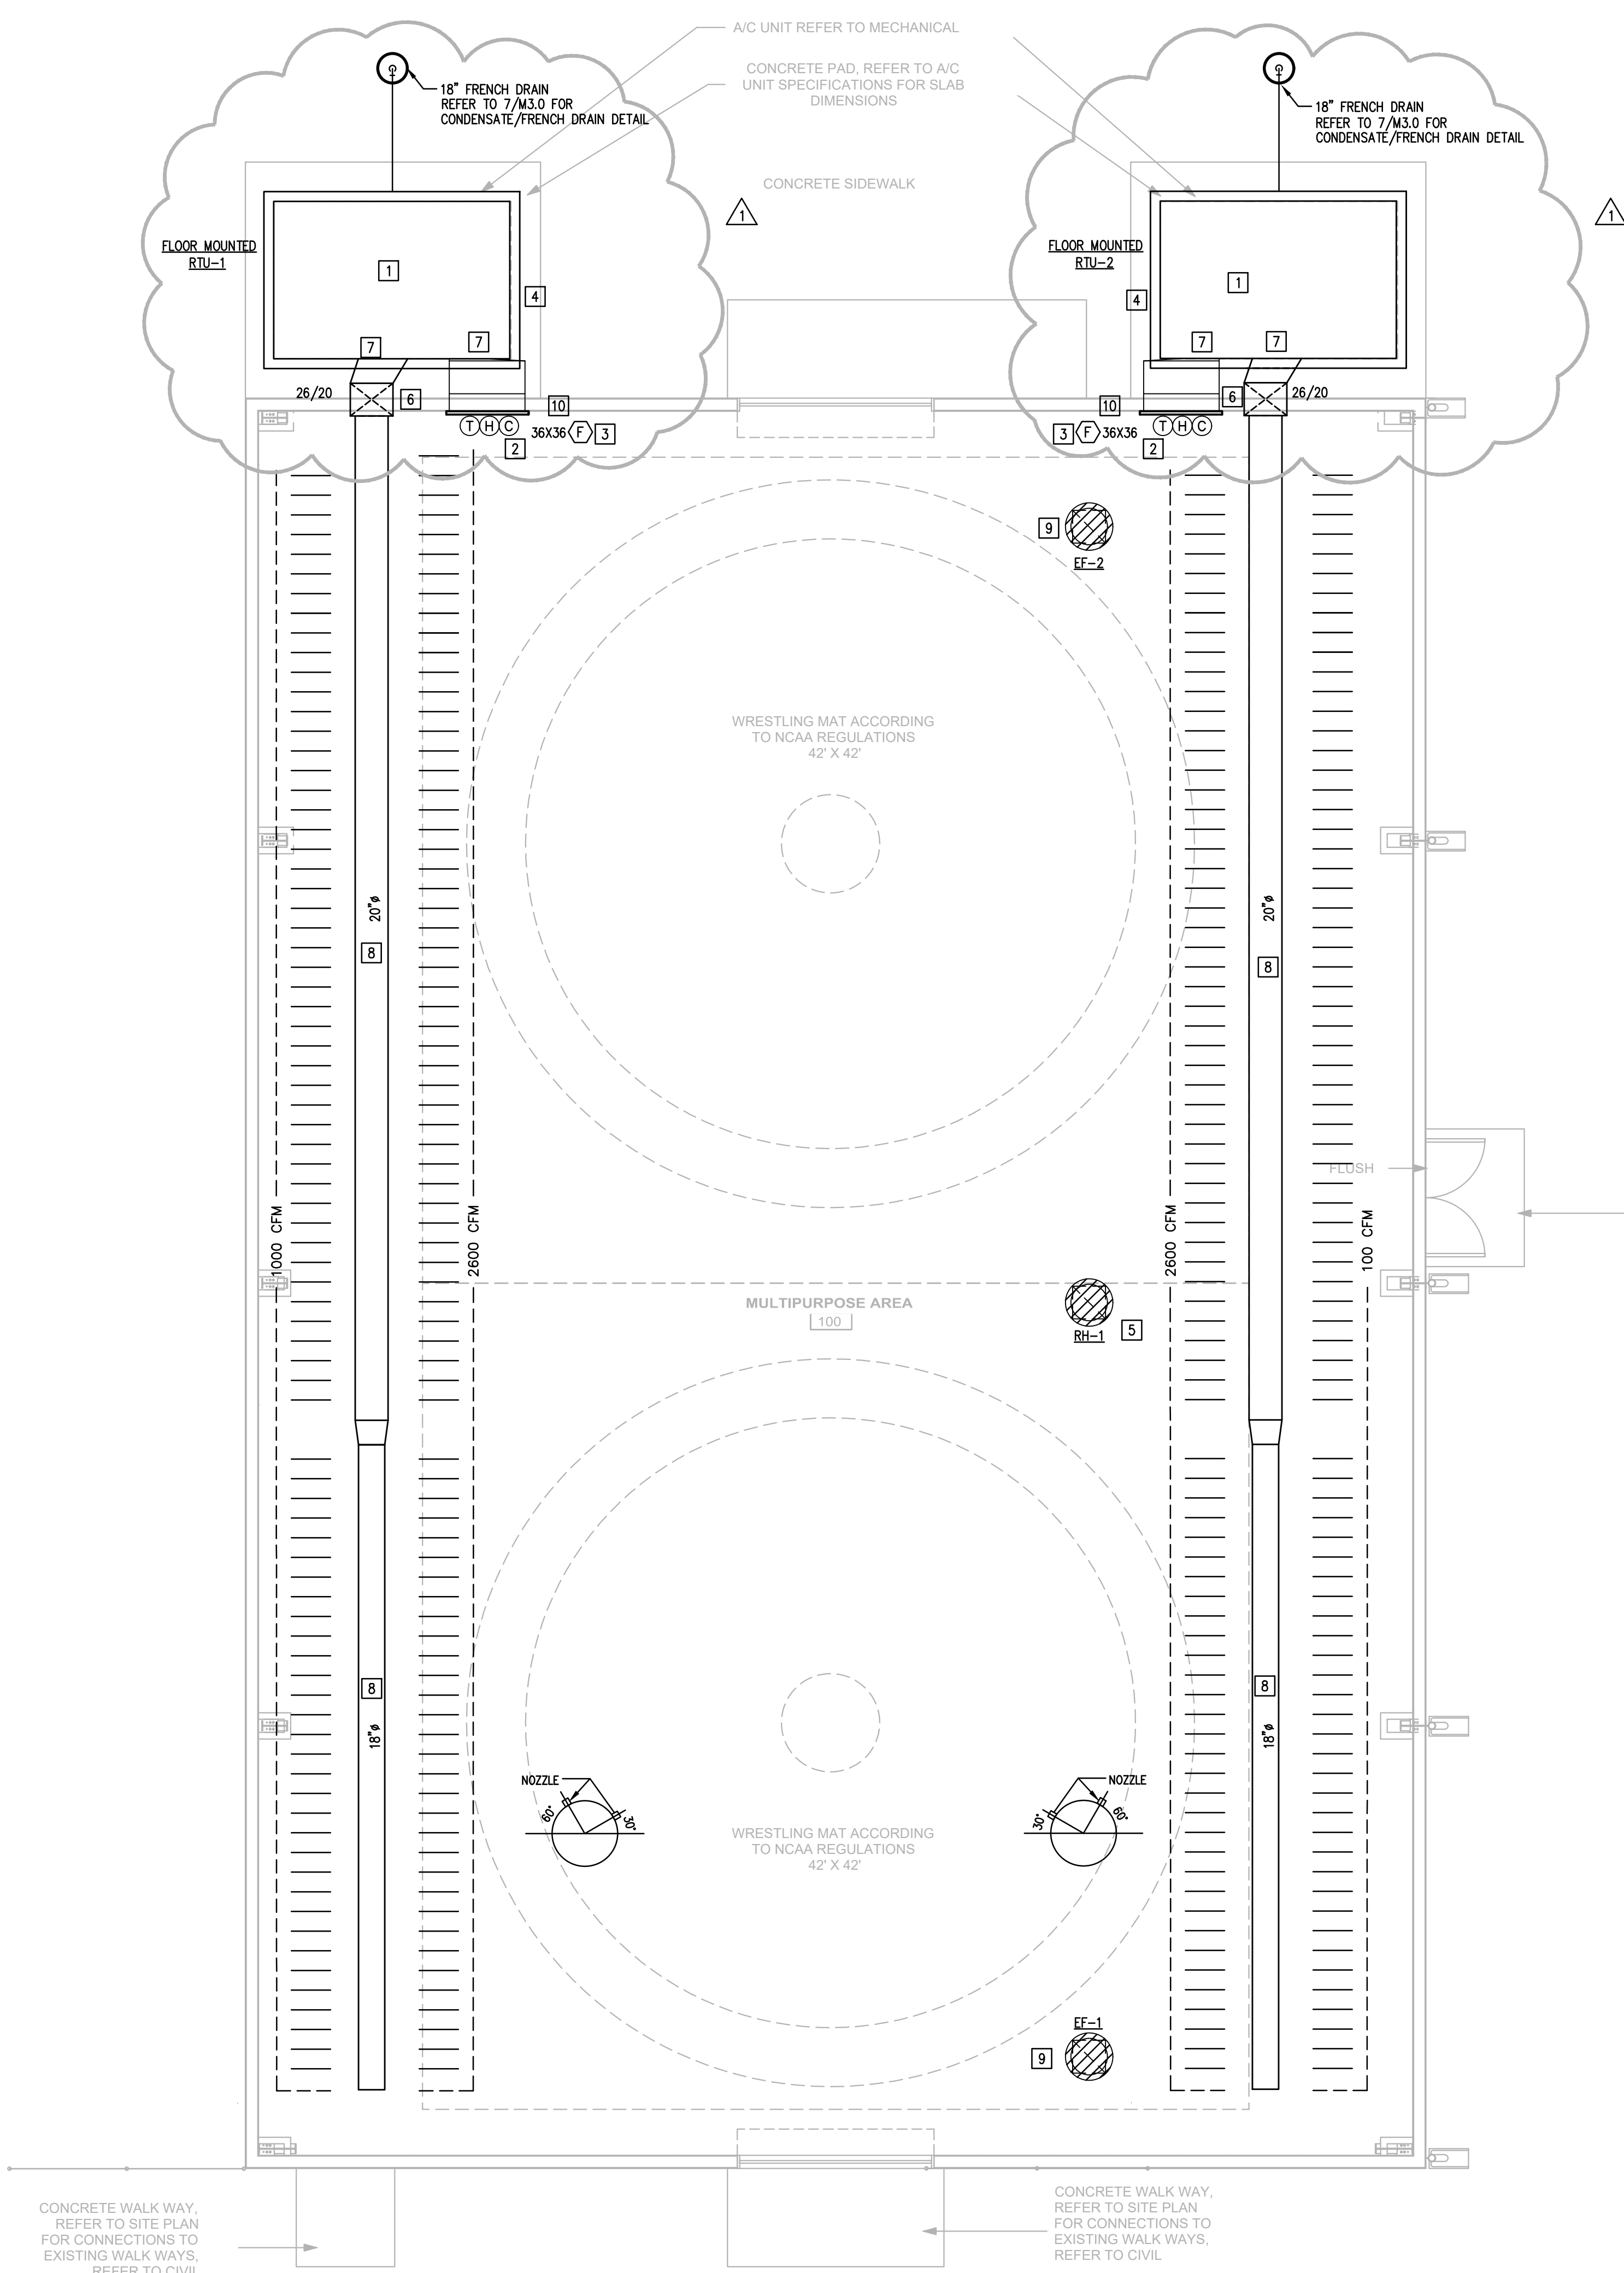 A/C UNIT REFER TO MECHANICAL
CONCRETE PAD, REFER TO A/C
UNIT SPECIFICATIONS FOR SLAB
DIMENSIONS
18" FRENCH DRAIN
REFER TO 7/M3.0 FOR
CONDENSATE/FRENCH DRAIN DETAIL
18" FRENCH DRAIN
REFER TO 7/M3.0 FOR
CONDENSATE/FRENCH DRAIN DETAIL
CONCRETE SIDEWALK
1
1
FLOOR MOUNTED
RTU-1
1
4
7
7
FLOOR MOUNTED
RTU-2
1
4
7
7
26/20
6
10
T H C
36X36 F 3
2
10
6
26/20
T H C
3 F 36X36
2
9
EF-2
WRESTLING MAT ACCORDING
TO NCAA REGULATIONS
42' X 42'
20"ø
8
20"ø
8
FLUSH
1000 CFM
2600 CFM
2600 CFM
100 CFM
MULTIPURPOSE AREA
100
RH-1
5
8
18"ø
8
18"ø
NOZZLE
60°
30°
NOZZLE
30°
60°
WRESTLING MAT ACCORDING
TO NCAA REGULATIONS
42' X 42'
EF-1
9
CONCRETE WALK WAY,
REFER TO SITE PLAN
FOR CONNECTIONS TO
EXISTING WALK WAYS,
REFER TO CIVIL
CONCRETE WALK WAY,
REFER TO SITE PLAN
FOR CONNECTIONS TO
EXISTING WALK WAYS,
REFER TO CIVIL